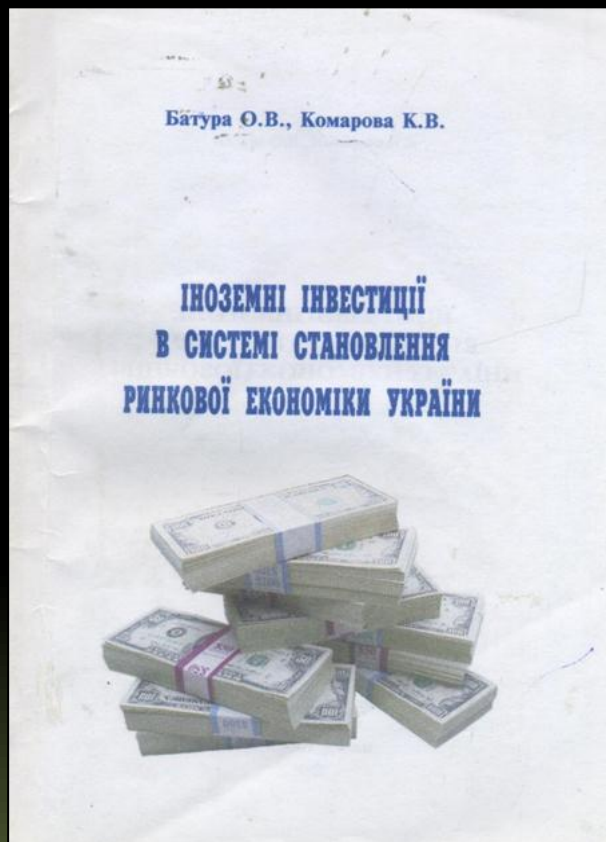 Батура О.В., Комарова К.В.
ІНОЗЕМНІ ІНВЕСТИЦІЇ
В СИСТЕМІ СТАНОВЛЕННЯ
РИНКОВОЇ ЕКОНОМІКИ УКРАЇНИ